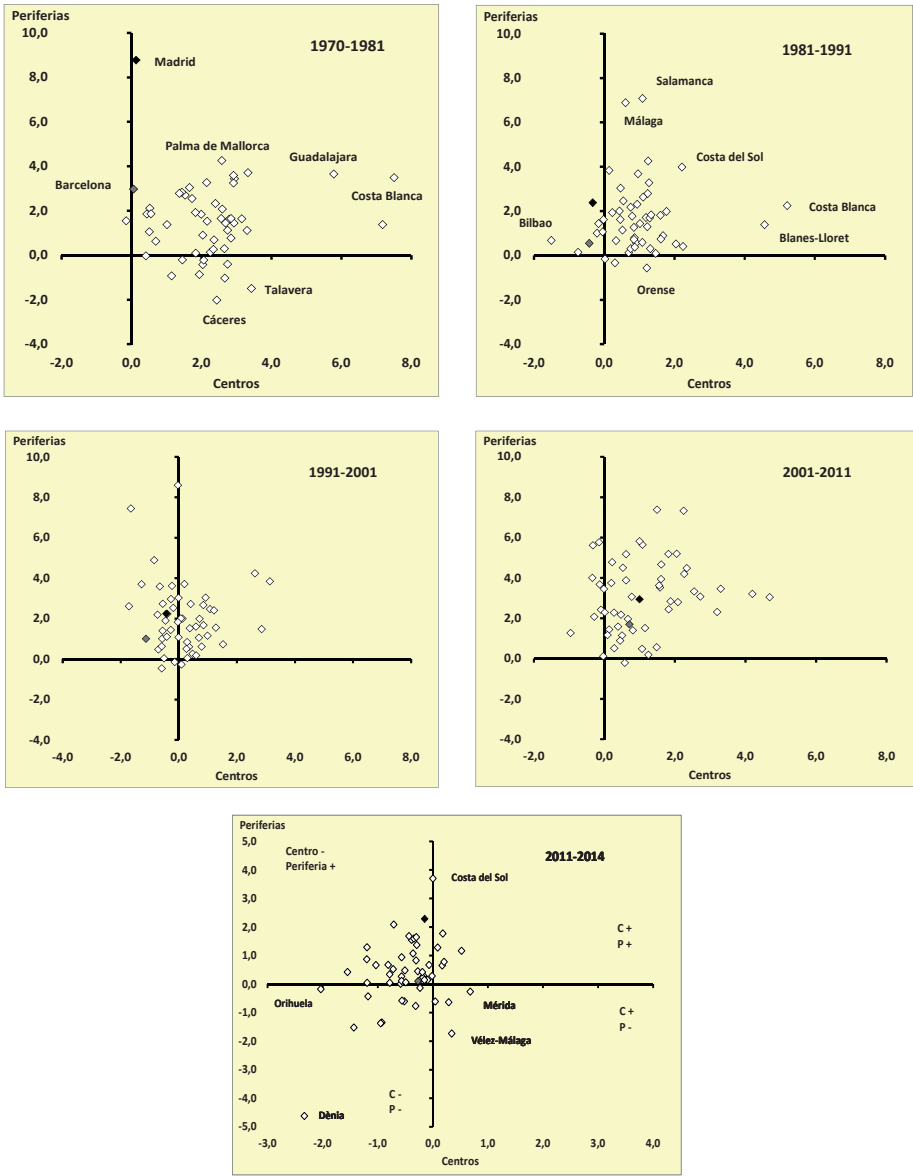 Periferias
10,0
1970-1981
8,0
Madrid
6,0
Palma de Mallorca
4,0
Guadalajara
Barcelona
Costa Blanca
2,0
0,0
Talavera
-2,0
Cáceres
-4,0
-2,0 0,0 2,0 4,0 6,0 8,0
Centros
Periferias
10,0
1981-1991
8,0
Salamanca
6,0
Málaga
4,0
Costa del Sol
2,0
Costa Blanca
Bilbao
Blanes-Lloret
0,0
Orense
-2,0
-4,0
-2,0 0,0 2,0 4,0 6,0 8,0
Centros
Periferias
10,0
1991-2001
8,0
6,0
4,0
2,0
0,0
-2,0
-4,0
-4,0 -2,0 0,0 2,0 4,0 6,0 8,0
Centros
Periferias
10,0
2001-2011
8,0
6,0
4,0
2,0
0,0
-2,0
-4,0
-2,0 0,0 2,0 4,0 6,0 8,0
Centros
Periferias
5,0
Centro -
Periferia +
2011-2014
4,0
Costa del Sol
3,0
2,0
C +
P +
1,0
0,0
Orihuela
Mérida
C +
P -
-1,0
Vélez-Málaga
-2,0
-3,0
-4,0
C -
P -
Dènia
-5,0
-3,0 -2,0 -1,0 0,0 1,0 2,0 3,0 4,0
Centros